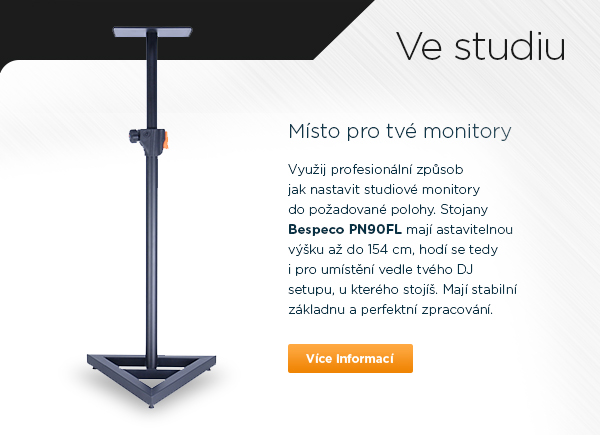 Ve studiu
Místo pro tvé monitory
Využij profesionální způsob
jak nastavit studiové monitory
do požadované polohy. Stojany
Bespeco PN90FL mají astavitelnou
výšku až do 154 cm, hodí se tedy
i pro umístění vedle tvého DJ
setupu, u kterého stojíš. Mají stabilní
základnu a perfektní zpracování.
Více informací